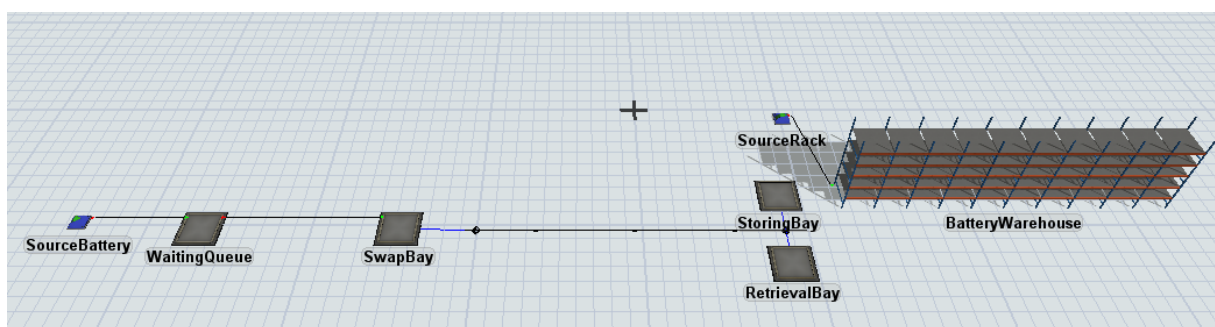 SourceRack
StoringBay
BatteryWarehouse
SourceBattery
WaitingQueue
SwapBay
RetrievalBay